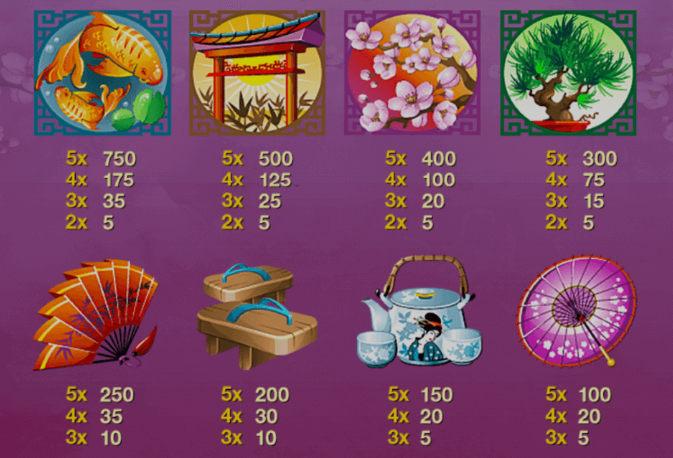 5x 750
4x 175
3x 35
2x 5
5x 500
4x 125
3x 25
2x 5
5x 400
4x 100
3x 20
2x 5
5x 300
4x 75
3x 15
2x 5
5x 250
4x 35
3x 10
5x 200
4x 30
3x 10
5x 150
4x 20
3x 5
5x 100
4x 20
3x 5